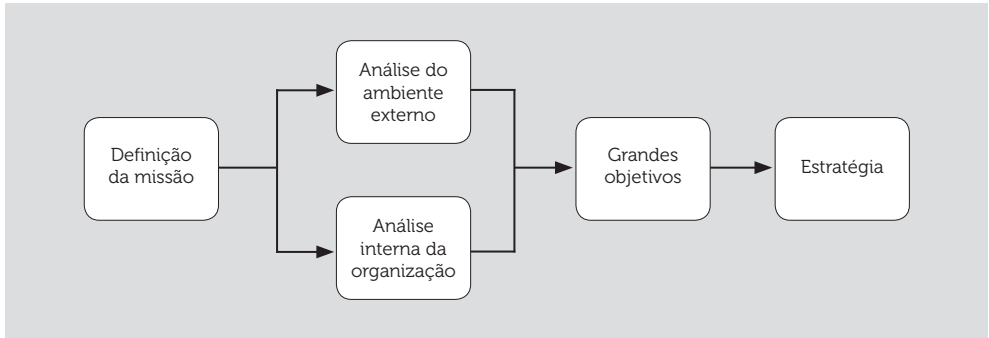 Definição
da missão
Análise do
ambiente
externo
Análise
interna da
organização
Grandes
objetivos
Estratégia